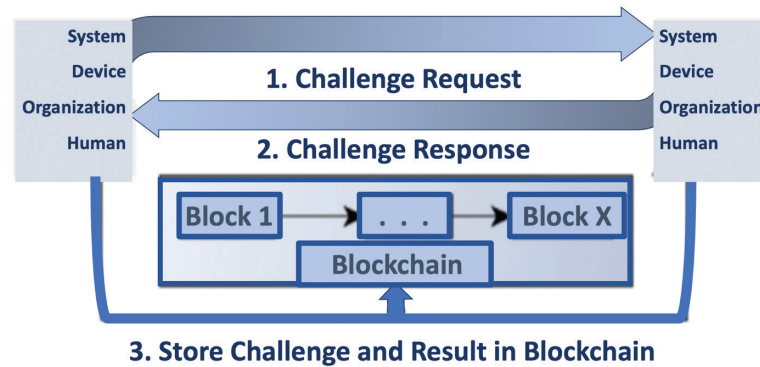 System
Device
Organization
Human
1. Challenge Request
2. Challenge Response
System
Device
Organization
Human
Block 1
. . .
Block X
Blockchain
3. Store Challenge and Result in Blockchain